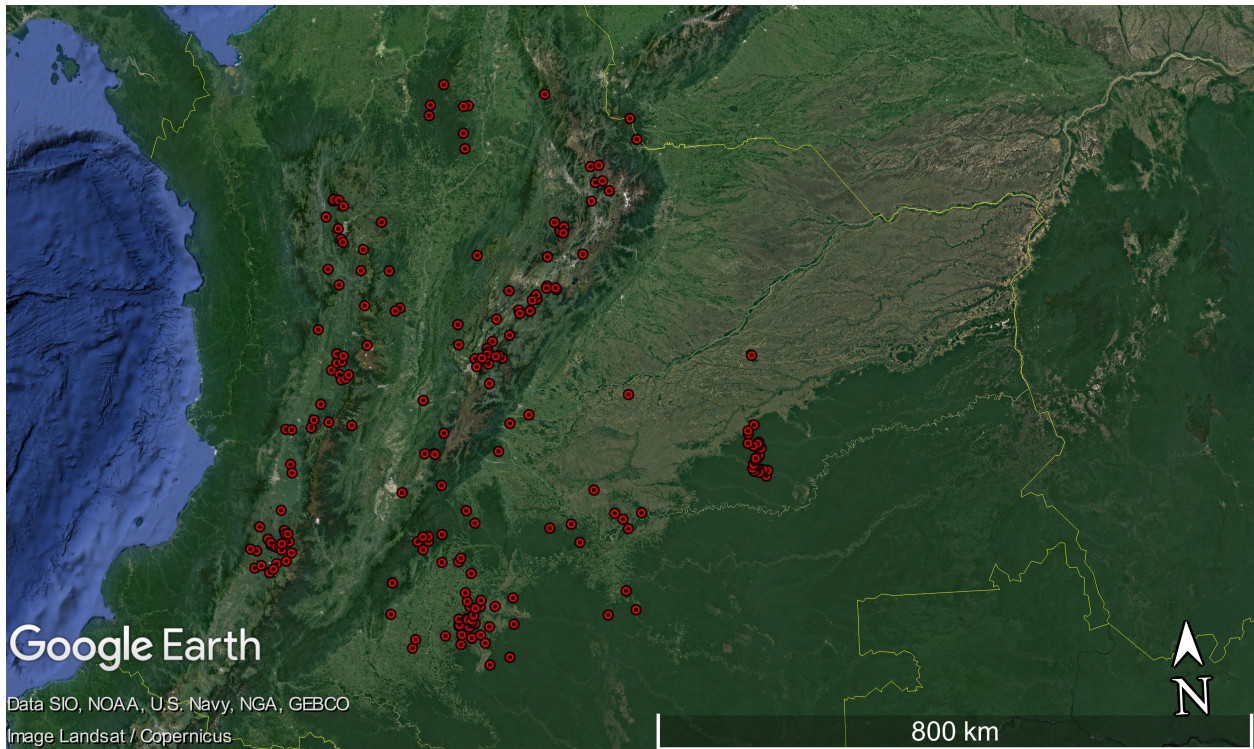 Google Earth
Data SIO, NOAA, U.S. Navy, NGA, GEBCO
Image Landsat / Copernicus
800 km
N